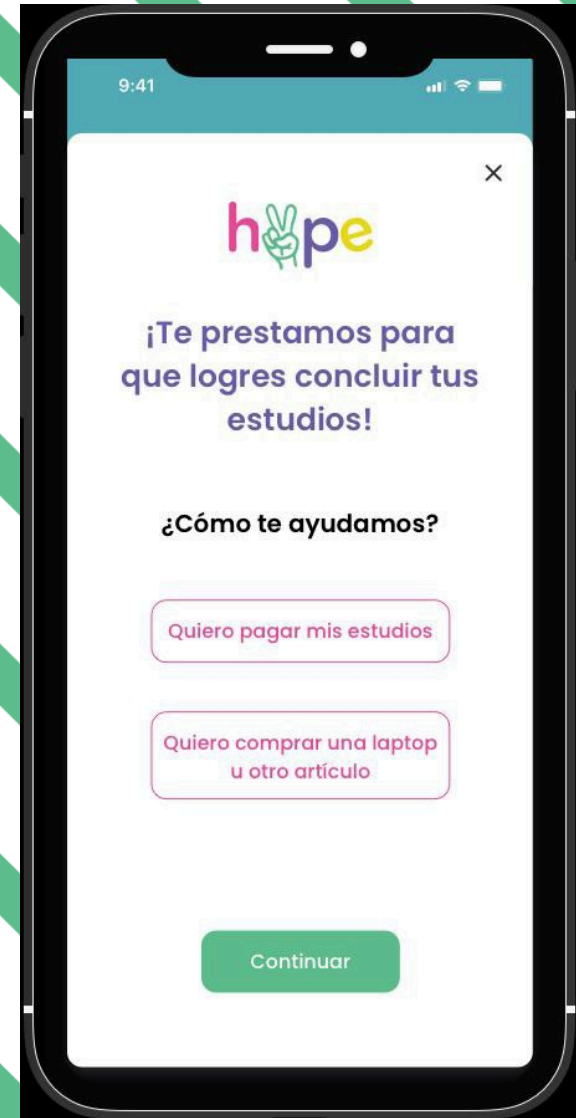 9:41
hope
¡Te prestamos para
que logres concluir tus
estudios!
¿Cómo te ayudamos?
Quiero pagar mis estudios
Quiero comprar una laptop
u otro artículo
Continuar